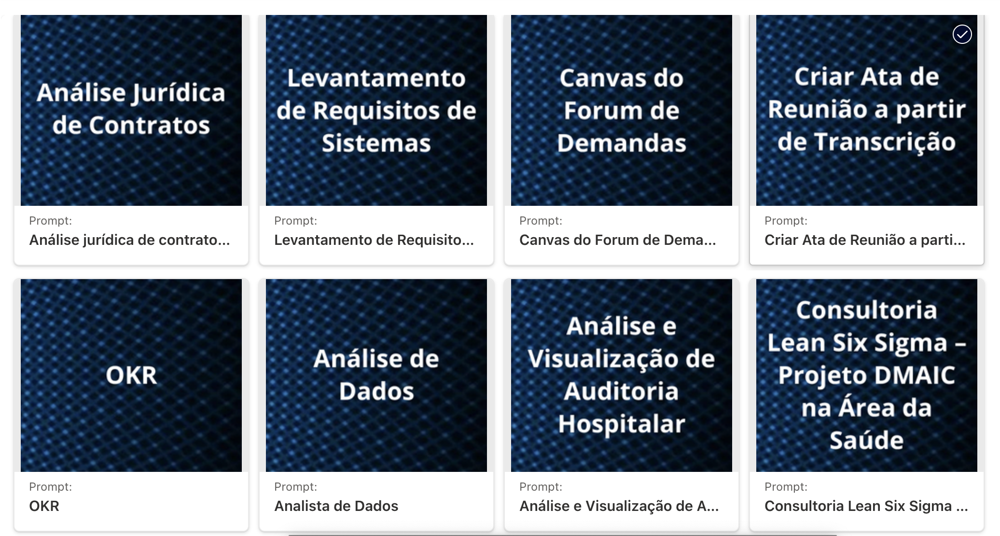 Análise Jurídica
de Contratos
Prompt:
Análise jurídica de contrato...
Levantamento
de Requisitos de
Sistemas
Prompt:
Levantamento de Requisito...
Canvas do
Forum de
Demandas
Prompt:
Canvas do Forum de Dema...
Criar Ata de
Reunião a partir
de Transcrição
Prompt:
Criar Ata de Reunião a parti...
OKR
Prompt:
OKR
Análise de
Dados
Prompt:
Analista de Dados
Análise e
Visualização de
Auditoria
Hospitalar
Prompt:
Análise e Visualização de A...
Consultoria
Lean Six Sigma –
Projeto DMAIC
na Área da
Saúde
Prompt:
Consultoria Lean Six Sigma ...